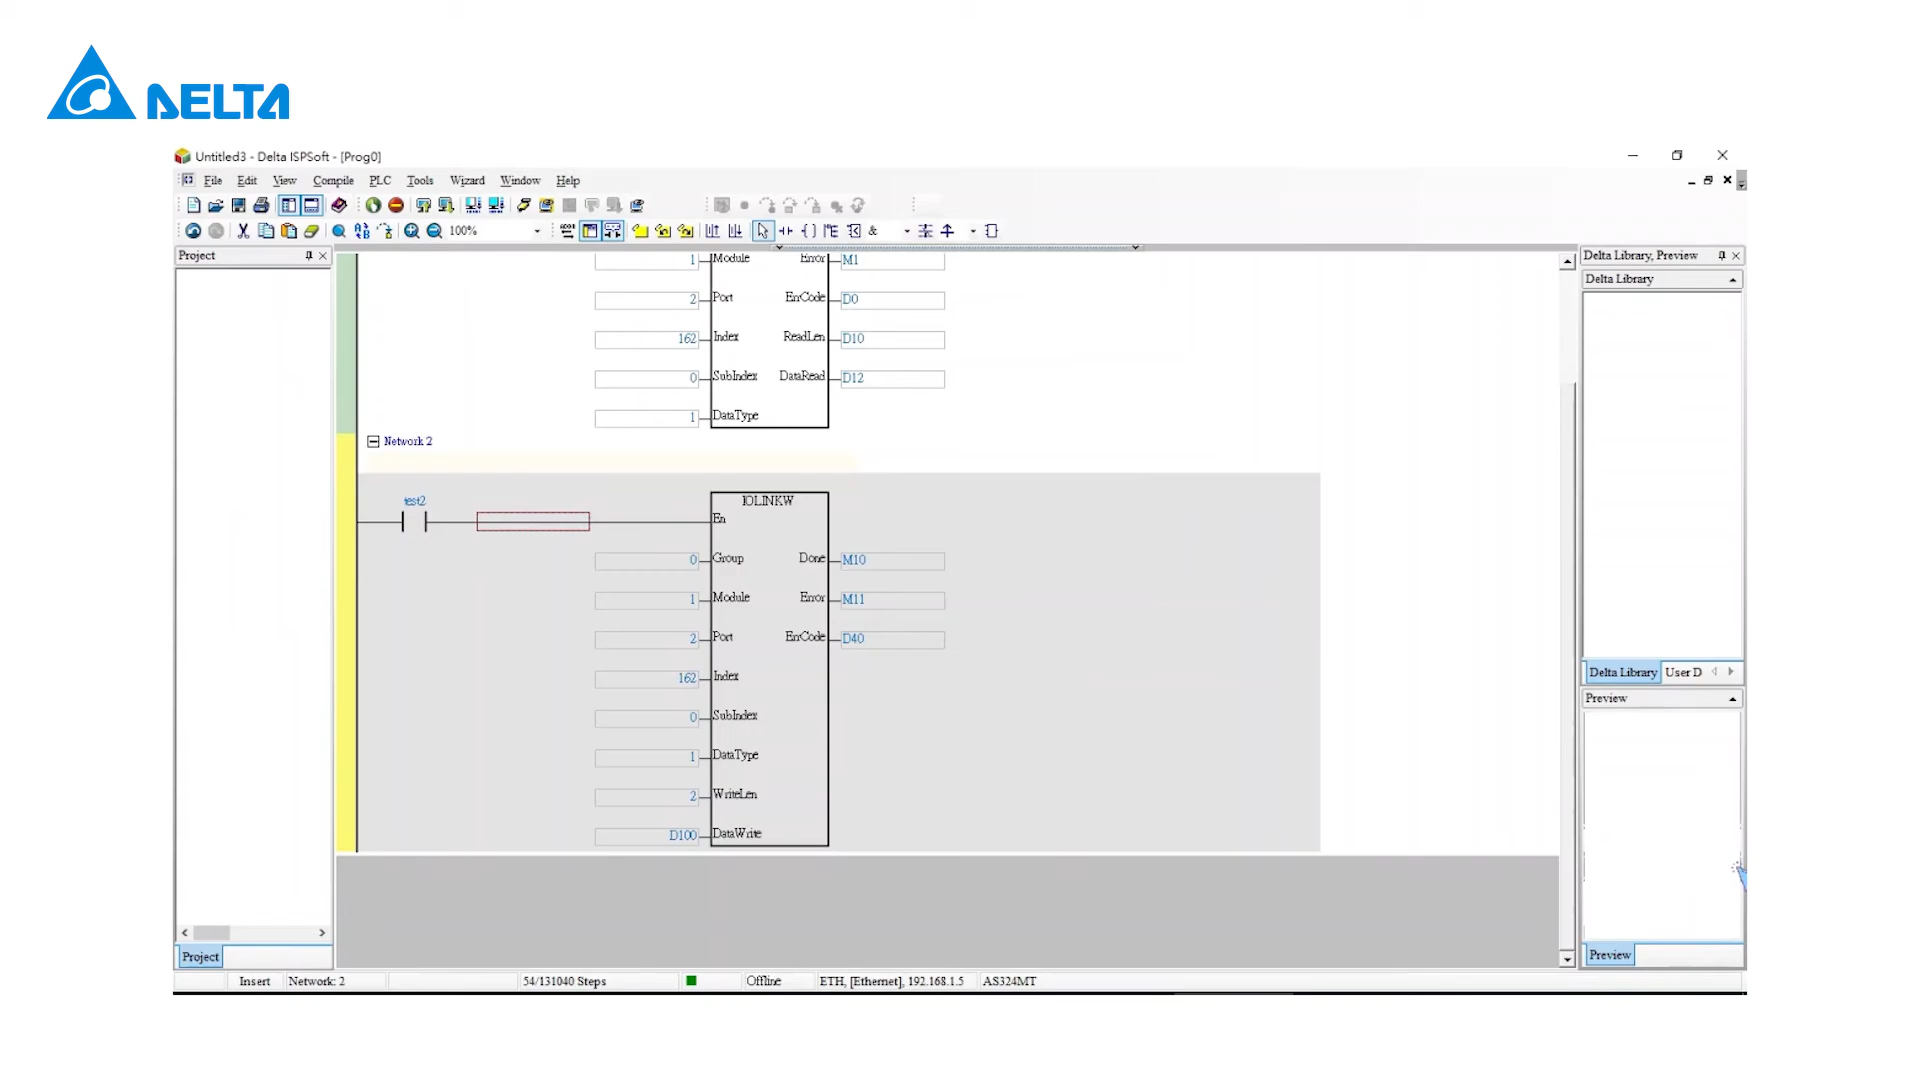 DELTA
Untitled3 - Delta ISPSoft - [Prog0]
File Edit View Compile PLC Tools Wizard Window Help
100%
&
Project
Delta Library, Preview
Delta Library
1 Module Error M1
2 Port ErrCode D0
162 Index ReadLen D10
0 SubIndex DataRead D12
1 DataType
Network 2
test2
IOLINKW
En
0 Group Done M10
1 Module Error M11
2 Port ErrCode D40
162 Index
0 SubIndex
1 DataType
2 WriteLen
D100 DataWrite
Delta Library User D
Preview
Project
Preview
Insert Network: 2 54/131040 Steps Offline ETH, [Ethernet], 192.168.1.5 AS324MT